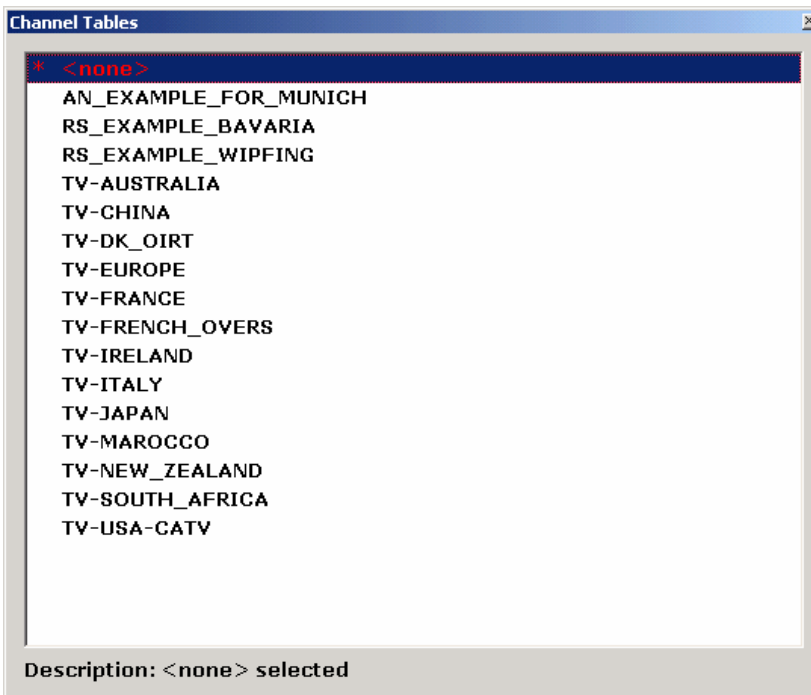 Channel Tables
* <none>
AN_EXAMPLE_FOR_MUNICH
RS_EXAMPLE_BAVARIA
RS_EXAMPLE_WIPFING
TV-AUSTRALIA
TV-CHINA
TV-DK_OIRT
TV-EUROPE
TV-FRANCE
TV-FRENCH_OVERS
TV-IRELAND
TV-ITALY
TV-JAPAN
TV-MAROCCO
TV-NEW_ZEALAND
TV-SOUTH_AFRICA
TV-USA-CATV
Description: <none> selected